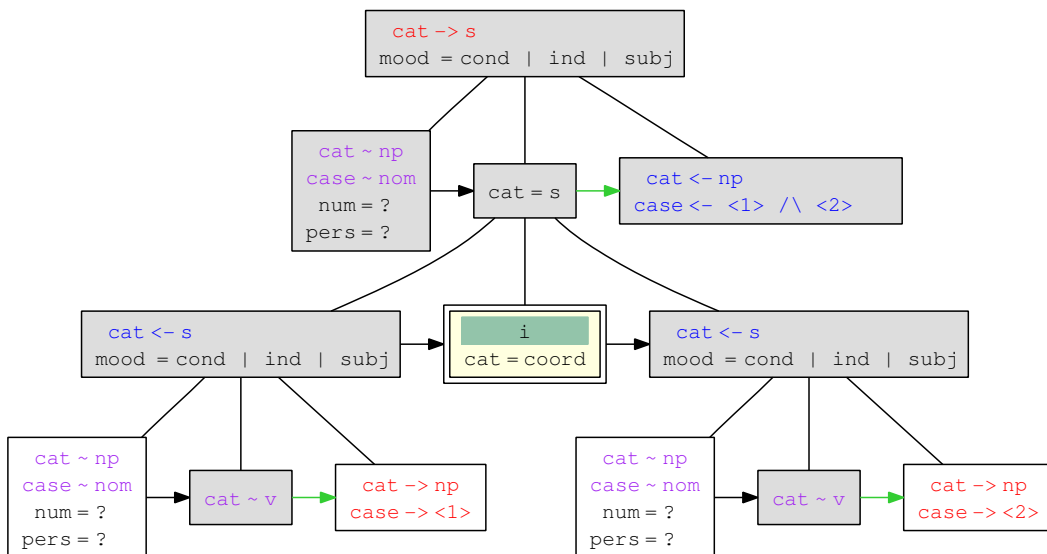 cat -> s
mood = cond | ind | subj
cat ~ np
case ~ nom
num = ?
pers = ?
cat = s
cat <- np
case <- <1> /\ <2>
cat <- s
mood = cond | ind | subj
i
cat = coord
cat <- s
mood = cond | ind | subj
cat ~ np
case ~ nom
num = ?
pers = ?
cat ~ v
cat -> np
case -> <1>
cat ~ np
case ~ nom
num = ?
pers = ?
cat ~ v
cat -> np
case -> <2>